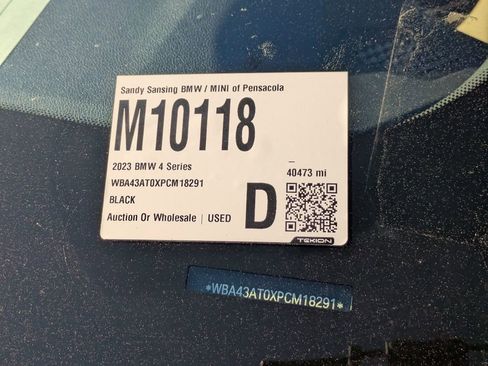 Sandy Sansing BMW / MINI of Pensacola
M10118
2023 BMW 4 Series
WBA43AT0XPCM18291
BLACK
Auction Or Wholesale | USED
–
40473 mi
D
TEKION
*WBA43AT0XPCM18291*